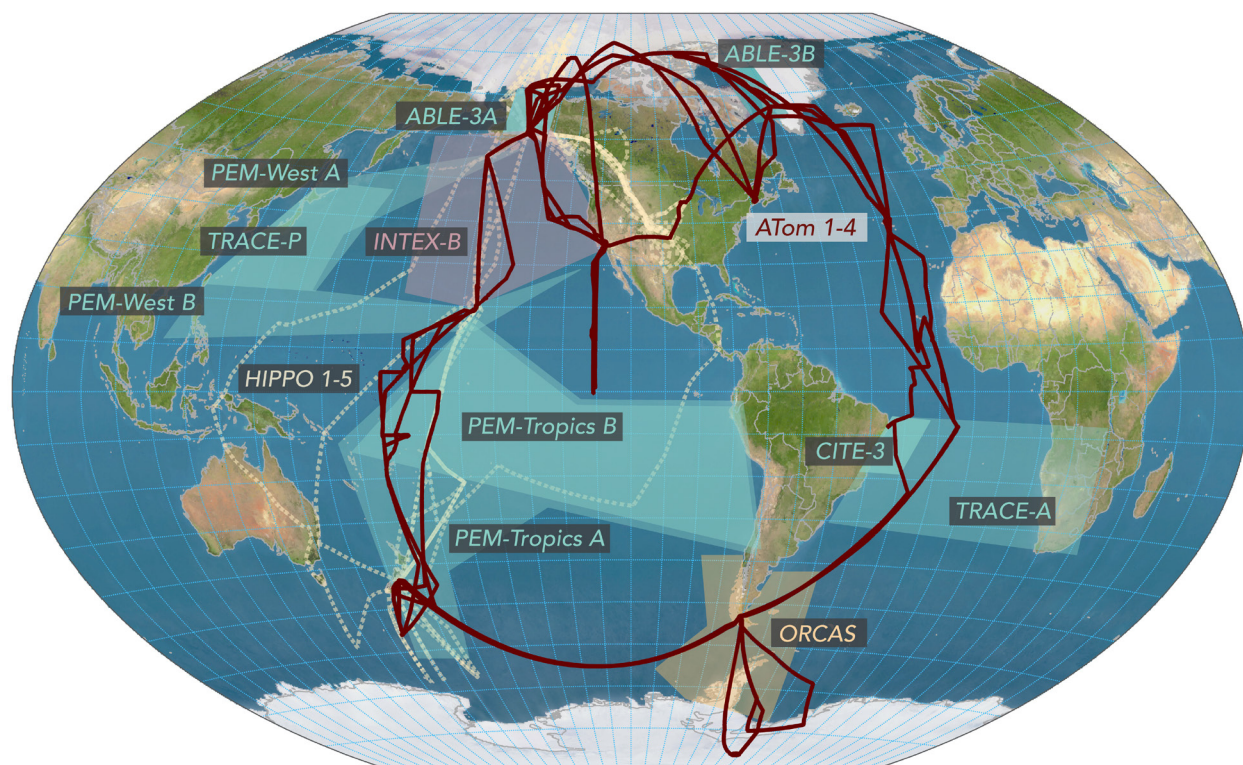 ABLE-3B
ABLE-3A
PEM-West A
TRACE-P
INTEX-B
ATom 1-4
PEM-West B
HIPPO 1-5
PEM-Tropics B
CITE-3
TRACE-A
PEM-Tropics A
ORCAS